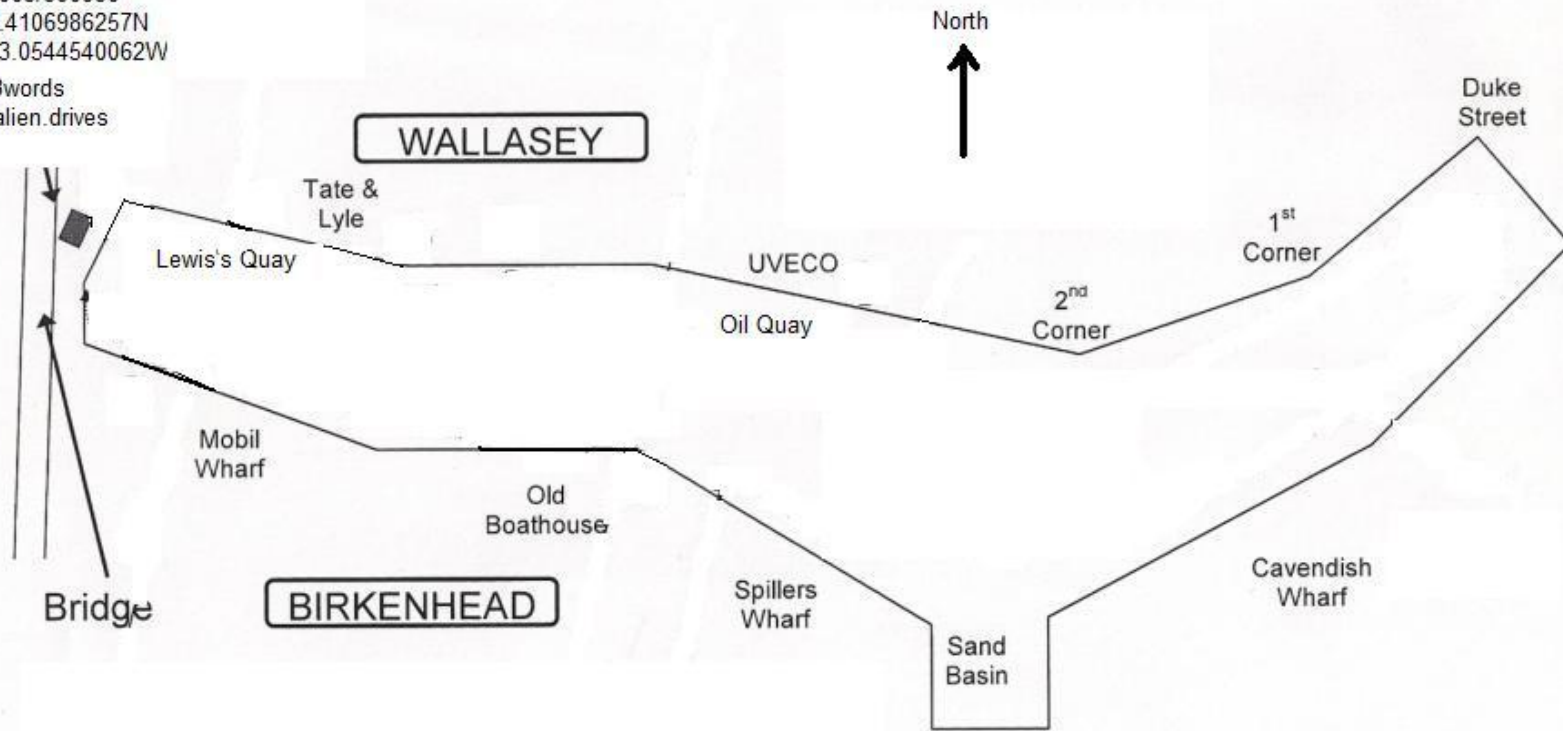 .4106986257N
3.0544540062W
3words
alien.drives
North
Duke
Street
WALLASEY
Tate &
Lyle
1st
Corner
Lewis's Quay
UVECO
2nd
Corner
Oil Quay
Mobil
Wharf
Old
Boathouse
Bridge
BIRKENHEAD
Spillers
Wharf
Cavendish
Wharf
Sand
Basin